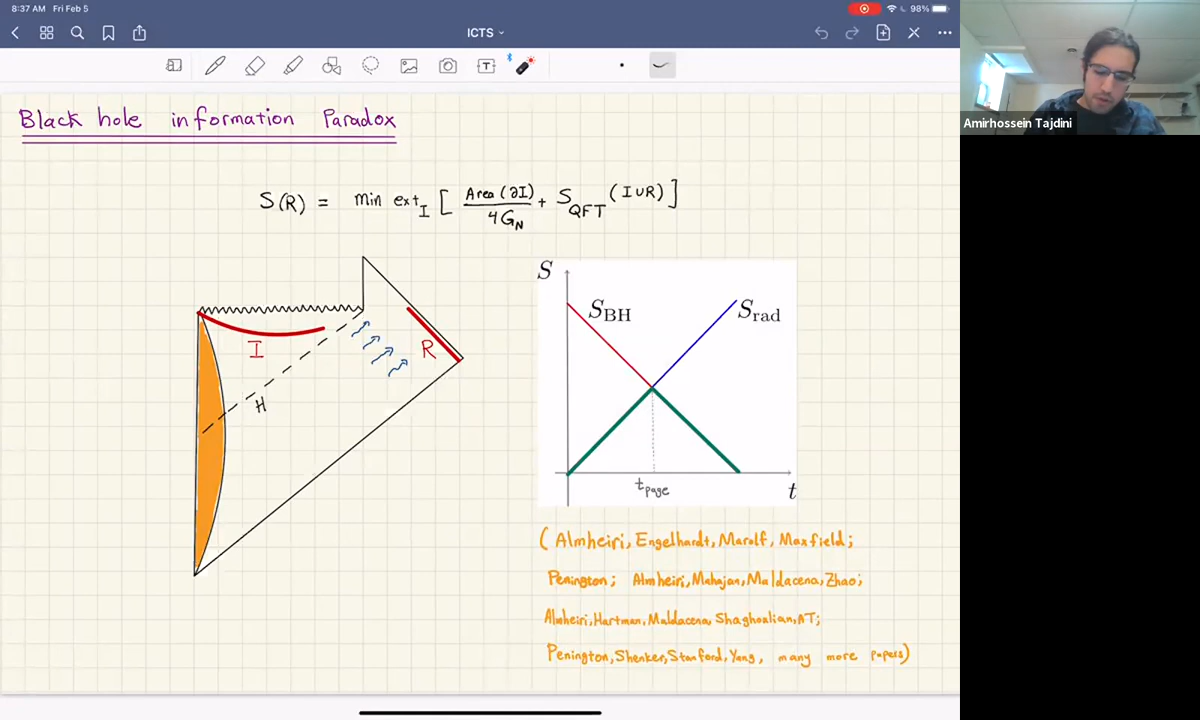 8:37 AM Fri Feb 5
98%
ICTS
Amirhossein Tajdini
Black hole information Paradox
S(R) = min ext_I [ Area(∂I)/4G_N + S_QFT (I∪R) ]
I
R
H
S
S_BH
S_rad
t_Page
t
( Almheiri, Engelhardt, Marolf, Maxfield;
Penington; Almheiri, Mahajan, Maldacena, Zhao;
Almheiri, Hartman, Maldacena, Shaghoulian, AT;
Penington, Shenker, Stanford, Yang, many more papers)